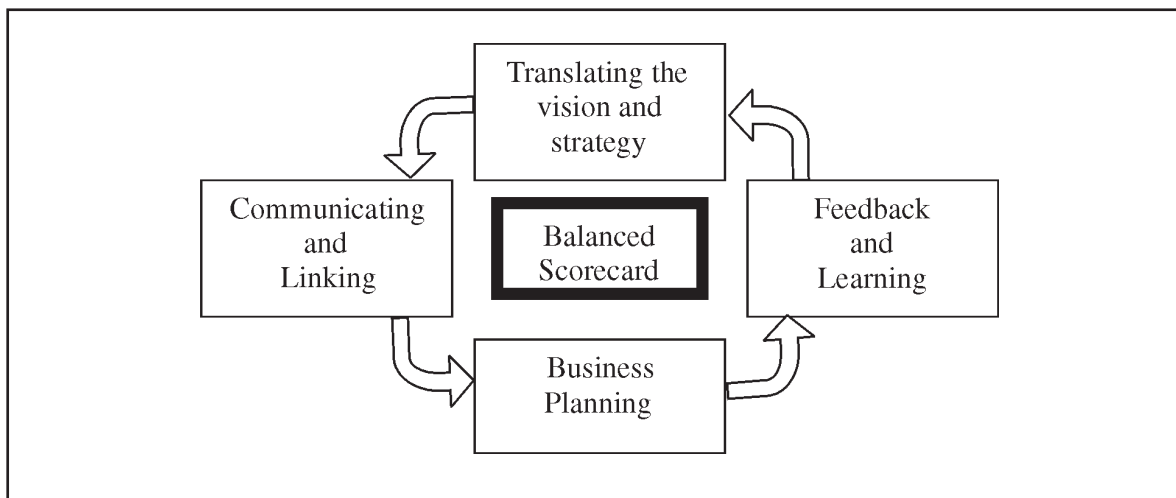 Translating the
vision and
strategy
Communicating
and
Linking
Balanced
Scorecard
Feedback
and
Learning
Business
Planning